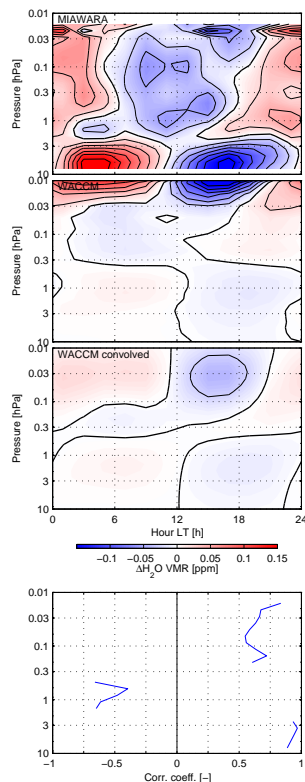 MIAWARA
0.01
0.03
0.1
0.3
1
3
10
Pressure [hPa]
WACCM
0.01
0.03
0.1
0.3
1
3
10
Pressure [hPa]
WACCM convolved
0.01
0.03
0.1
0.3
1
3
10
Pressure [hPa]
0 6 12 18 24
Hour LT [h]
−0.1 −0.05 0 0.05 0.1 0.15
ΔH2O VMR [ppm]
0.01
0.03
0.1
0.3
1
3
10
Pressure [hPa]
−1 −0.5 0 0.5 1
Corr. coeff. [-]